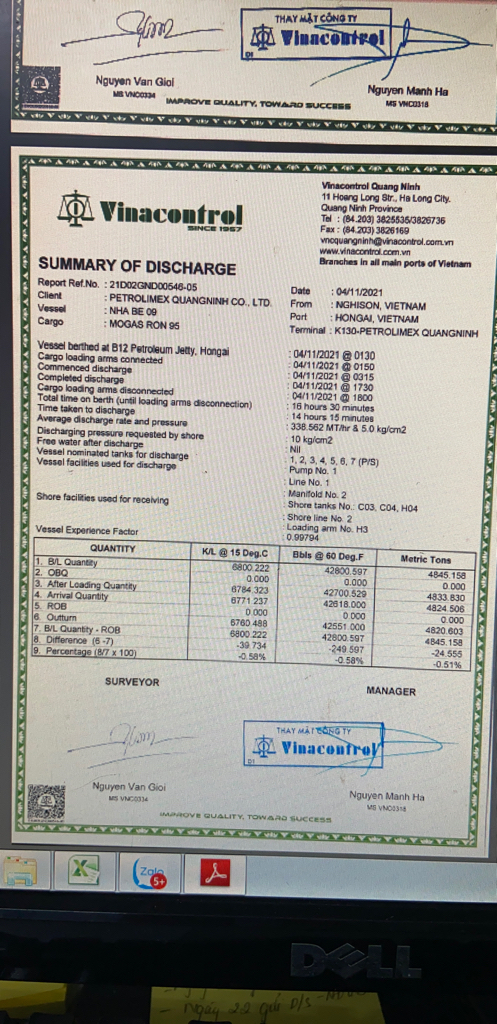 THAY MẶT CÔNG TY
Vinacontrol
01
Nguyen Van Gioi
MS VNC0334
Nguyen Manh Ha
MS VNC0318
IMPROVE QUALITY, TOWARD SUCCESS
Vinacontrol
SINCE 1957
Vinacontrol Quang Ninh
11 Hoang Long Str., Ha Long City.
Quang Ninh Province
Tel : (84.203) 3825535/3826736
Fax : (84.203) 3826169
vncquangninh@vinacontrol.com.vn
www.vinacontrol.com.vn
Branches in all main ports of Vietnam
SUMMARY OF DISCHARGE
Report Ref.No. : 21D02GND00546-05
Date : 04/11/2021
Client : PETROLIMEX QUANGNINH CO., LTD.
From : NGHISON, VIETNAM
Vessel : NHA BE 09
Port : HONGAI, VIETNAM
Cargo : MOGAS RON 95
Terminal : K130-PETROLIMEX QUANGNINH
Vessel berthed at B12 Petroleum Jetty, Hongai : 04/11/2021 @ 0130
Cargo loading arms connected : 04/11/2021 @ 0150
Commenced discharge : 04/11/2021 @ 0315
Completed discharge : 04/11/2021 @ 1730
Cargo loading arms disconnected : 04/11/2021 @ 1800
Total time on berth (until loading arms disconnection) : 16 hours 30 minutes
Time taken to discharge : 14 hours 15 minutes
Average discharge rate and pressure : 338.562 MT/hr & 5.0 kg/cm2
Discharging pressure requested by shore : 10 kg/cm2
Free water after discharge : Nil
Vessel nominated tanks for discharge : 1, 2, 3, 4, 5, 6, 7 (P/S)
Vessel facilities used for discharge : Pump No. 1
: Line No. 1
: Manifold No. 2
Shore facilities used for receiving : Shore tanks No.: C03, C04, H04
: Shore line No. 2
: Loading arm No. H3
Vessel Experience Factor : 0.99794
QUANTITY K/L @ 15 Deg.C Bbls @ 60 Deg.F Metric Tons
1. B/L Quantity 6800.222 42800.597 4845.158
2. OBQ 0.000 0.000 0.000
3. After Loading Quantity 6784.323 42700.529 4833.830
4. Arrival Quantity 6771.237 42618.000 4824.506
5. ROB 0.000 0.000 0.000
6. Outturn 6760.488 42551.000 4820.603
7. B/L Quantity - ROB 6800.222 42800.597 4845.158
8. Difference (6 -7) -39.734 -249.597 -24.555
9. Percentage (8/7 x 100) -0.58% -0.58% -0.51%
SURVEYOR
MANAGER
THAY MẶT CÔNG TY
Vinacontrol
01
Nguyen Van Gioi
MS VNC0334
Nguyen Manh Ha
MS VNC0318
IMPROVE QUALITY, TOWARD SUCCESS
Zalo
5+
DELL
Ngày 22 gửi D/S